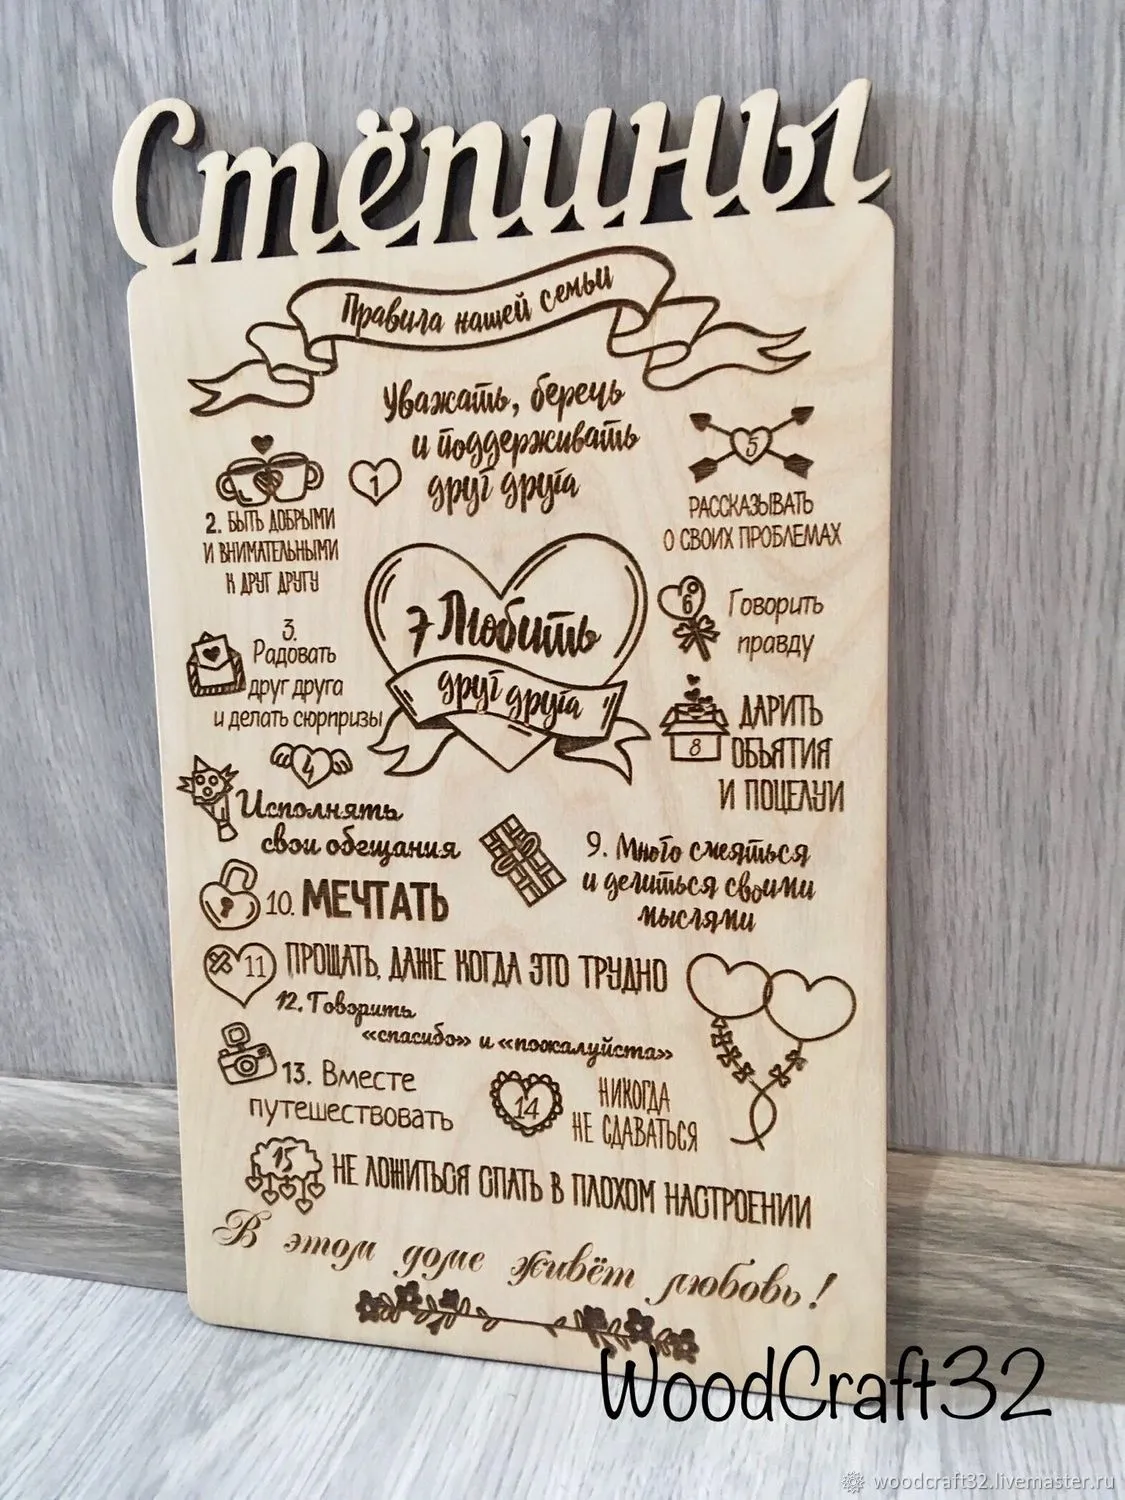 Стёпины
Правила нашей семьи
Уважать, беречь
1 и поддерживать
друг друга
2. БЫТЬ ДОБРЫМИ
И ВНИМАТЕЛЬНЫМИ
К ДРУГ ДРУГУ
3.
Радовать
друг друга
и делать сюрпризы
4
Исполнять
свои обещания
5
РАССКАЗЫВАТЬ
О СВОИХ ПРОБЛЕМАХ
6 Говорить
правду
7 Любить
друг друга
ДАРИТЬ
8 ОБЪЯТИЯ
И ПОЦЕЛУИ
9. Много смеяться
и делиться своими
мыслями
10. МЕЧТАТЬ
11 ПРОЩАТЬ, ДАЖЕ КОГДА ЭТО ТРУДНО
12. Говорить
«спасибо» и «пожалуйста»
13. Вместе
путешествовать
14 НИКОГДА
НЕ СДАВАТЬСЯ
15 НЕ ЛОЖИТЬСЯ СПАТЬ В ПЛОХОМ НАСТРОЕНИИ
В этом доме живёт любовь!
WoodCraft32
woodcraft32.livemaster.ru